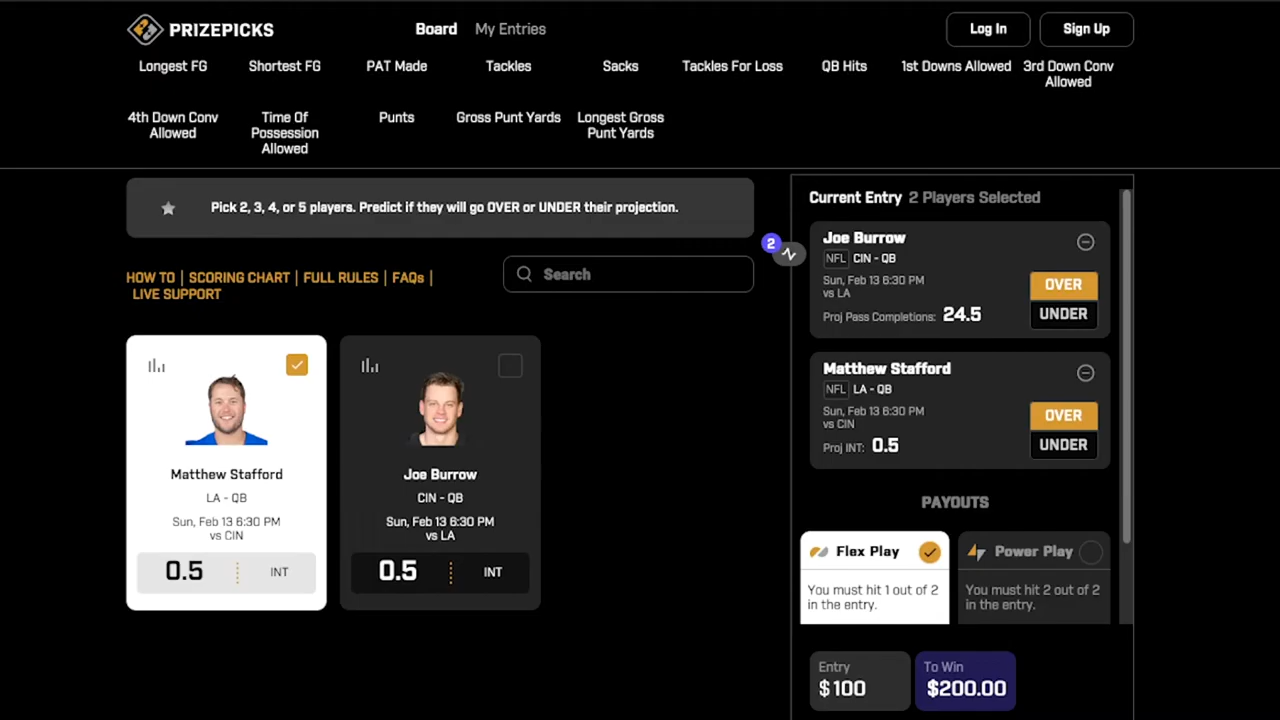 PRIZEPICKS
Board
My Entries
Log In
Sign Up
Longest FG
Shortest FG
PAT Made
Tackles
Sacks
Tackles For Loss
QB Hits
1st Downs Allowed
3rd Down Conv
Allowed
4th Down Conv
Allowed
Time Of
Possession
Allowed
Punts
Gross Punt Yards
Longest Gross
Punt Yards
Pick 2, 3, 4, or 5 players. Predict if they will go OVER or UNDER their projection.
HOW TO | SCORING CHART | FULL RULES | FAQs |
LIVE SUPPORT
Search
Matthew Stafford
LA - QB
Sun, Feb 13 6:30 PM
vs CIN
0.5
INT
Joe Burrow
CIN - QB
Sun, Feb 13 6:30 PM
vs LA
0.5
INT
2
Current Entry 2 Players Selected
Joe Burrow
NFL CIN - QB
Sun, Feb 13 6:30 PM
vs LA
Proj Pass Completions: 24.5
OVER
UNDER
Matthew Stafford
NFL LA - QB
Sun, Feb 13 6:30 PM
vs CIN
Proj INT: 0.5
OVER
UNDER
PAYOUTS
Flex Play
You must hit 1 out of 2
in the entry.
Power Play
You must hit 2 out of 2
in the entry.
Entry
$100
To Win
$200.00